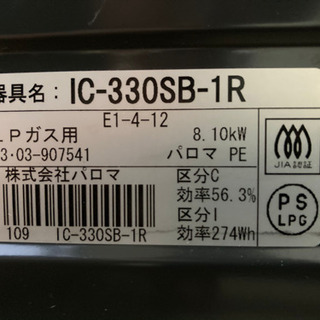 器具名：IC-330SB-1R
E1-4-12
LPガス用 8.10kW
3・03-907541 パロマ PE
株式会社パロマ
区分C
効率56.3%
区分I
効率274Wh
109 IC-330SB-1R
JIA認証
PS
LPG